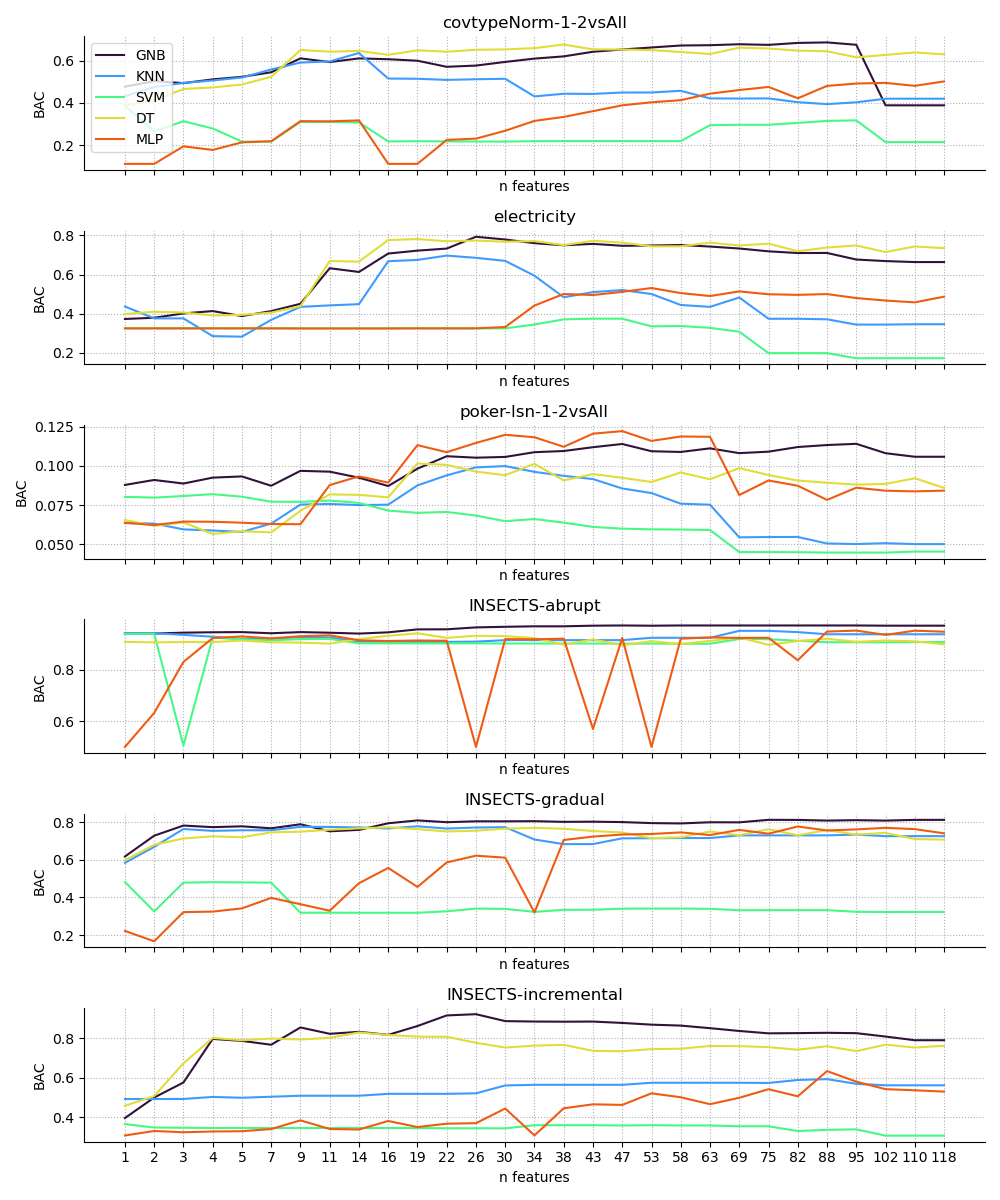 covtypeNorm-1-2vsAll
GNB
KNN
SVM
DT
MLP
BAC
0.6
0.4
0.2
n features
electricity
BAC
0.8
0.6
0.4
0.2
n features
poker-lsn-1-2vsAll
BAC
0.125
0.100
0.075
0.050
n features
INSECTS-abrupt
BAC
0.8
0.6
n features
INSECTS-gradual
BAC
0.8
0.6
0.4
0.2
n features
INSECTS-incremental
BAC
0.8
0.6
0.4
1 2 3 4 5 7 9 11 14 16 19 22 26 30 34 38 43 47 53 58 63 69 75 82 88 95 102 110 118
n features